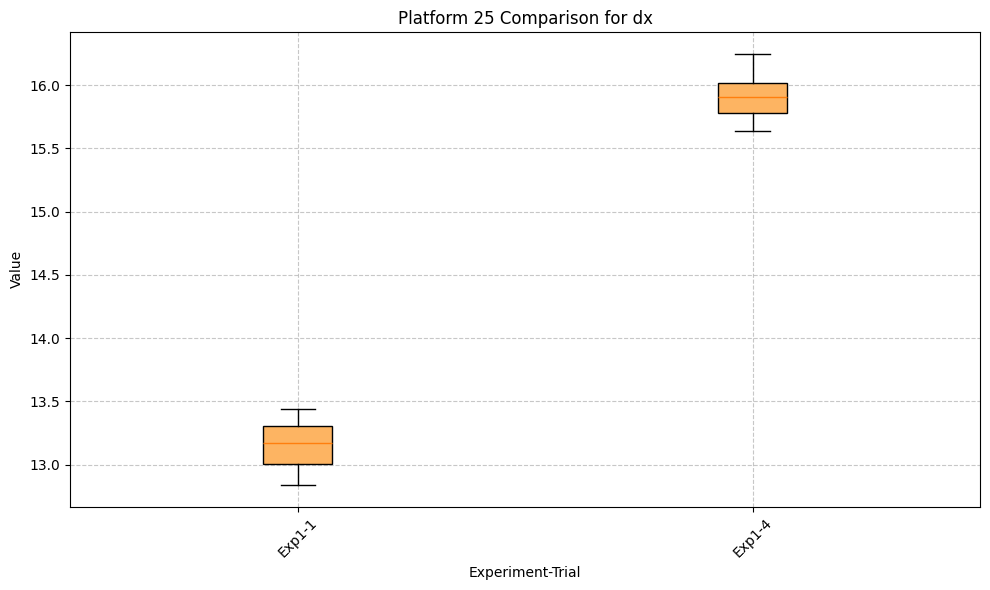 Platform 25 Comparison for dx
Value
16.0
15.5
15.0
14.5
14.0
13.5
13.0
Exp1-1
Exp1-4
Experiment-Trial